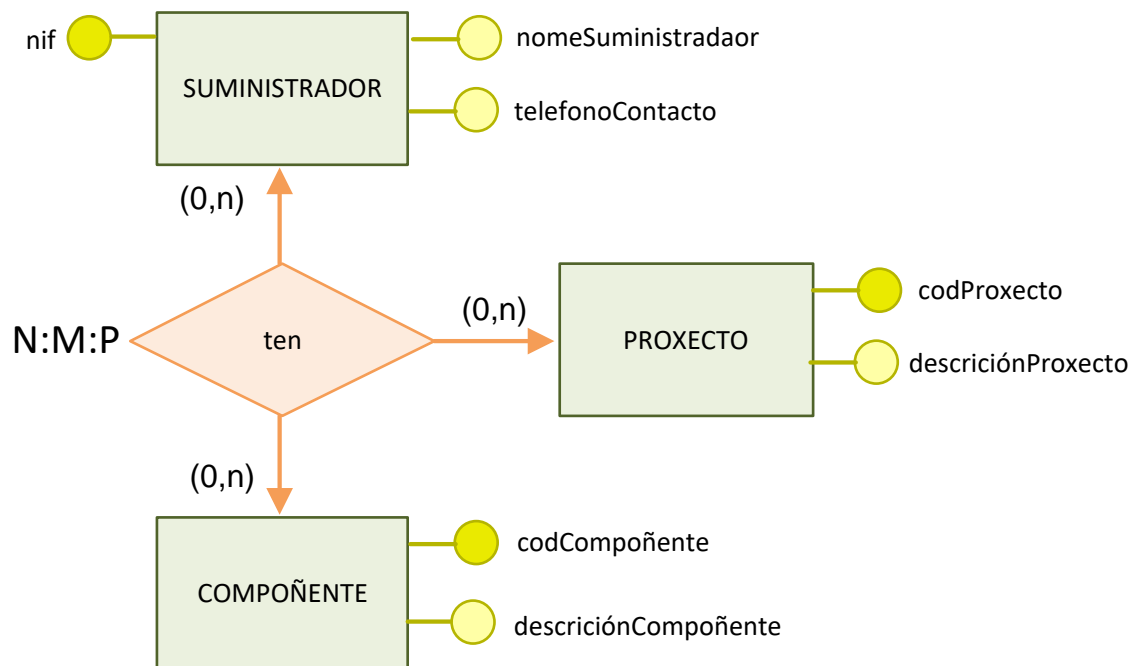 nif
nomeSuministradaor
SUMINISTRADOR
telefonoContacto
(0,n)
codProxecto
(0,n)
N:M:P
ten
PROXECTO
descriciónProxecto
(0,n)
codCompoñente
COMPOÑENTE
descriciónCompoñente